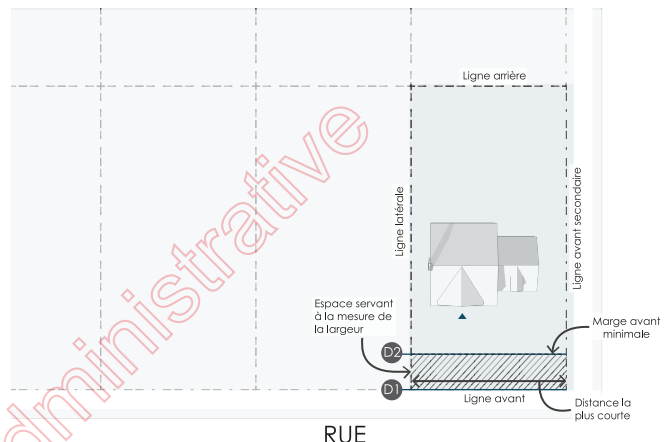 Ligne arrière
Ligne latérale
Ligne avant secondaire
Espace servant
à la mesure de
la largeur
Marge avant
minimale
D2
D1
Ligne avant
Distance la
plus courte
RUE
dministrative